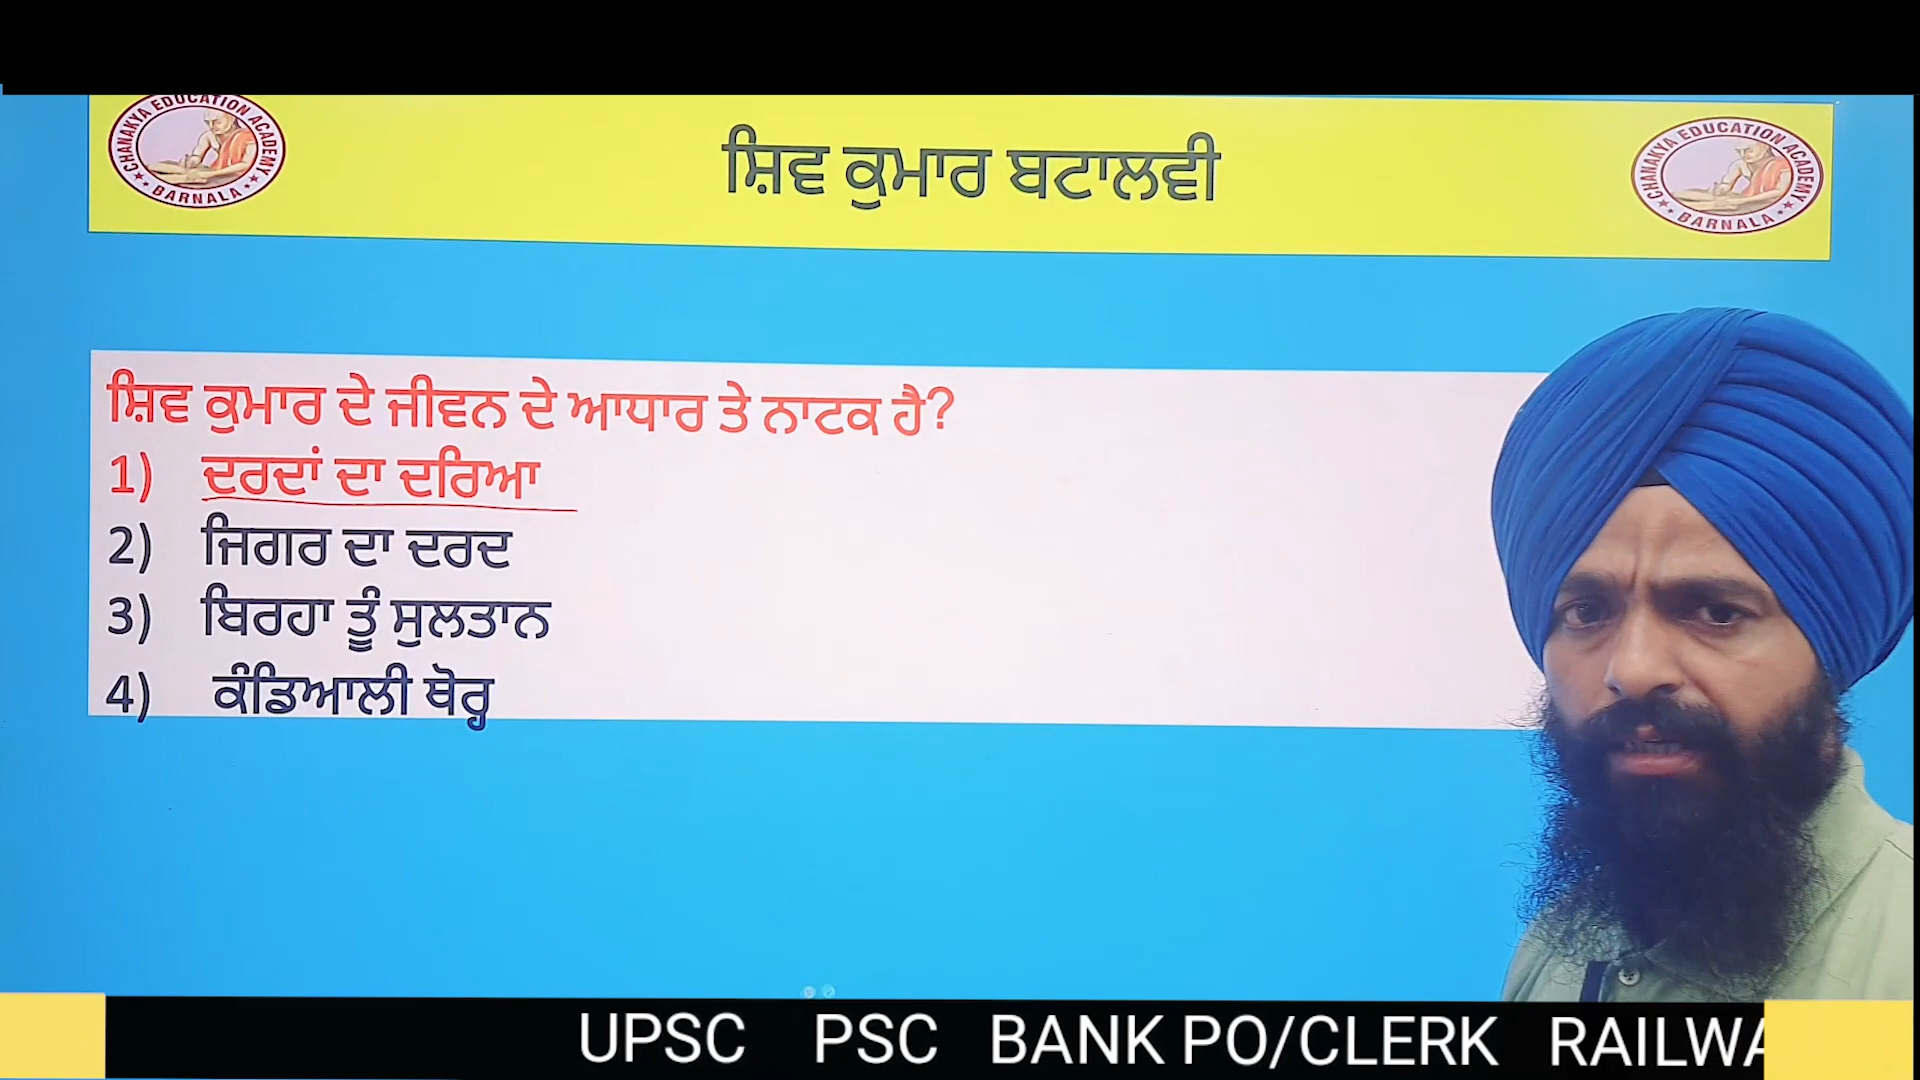 CHANAKYA EDUCATION ACADEMY
BARNALA
ਸ਼ਿਵ ਕੁਮਾਰ ਬਟਾਲਵੀ
CHANAKYA EDUCATION ACADEMY
BARNALA
ਸ਼ਿਵ ਕੁਮਾਰ ਦੇ ਜੀਵਨ ਦੇ ਆਧਾਰ ਤੇ ਨਾਟਕ ਹੈ?
1) ਦਰਦਾਂ ਦਾ ਦਰਿਆ
2) ਜਿਗਰ ਦਾ ਦਰਦ
3) ਬਿਰਹਾ ਤੂੰ ਸੁਲਤਾਨ
4) ਕੰਡਿਆਲੀ ਥੋਰ੍ਹ
UPSC PSC BANK PO/CLERK RAILWA